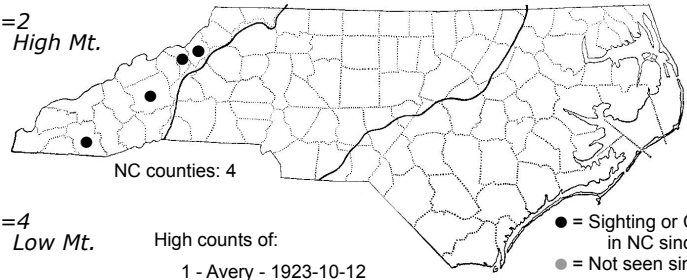 =2
High Mt.
NC counties: 4
=4
Low Mt.
High counts of:
1 - Avery - 1923-10-12
● = Sighting or
in NC sinc
● = Not seen sin